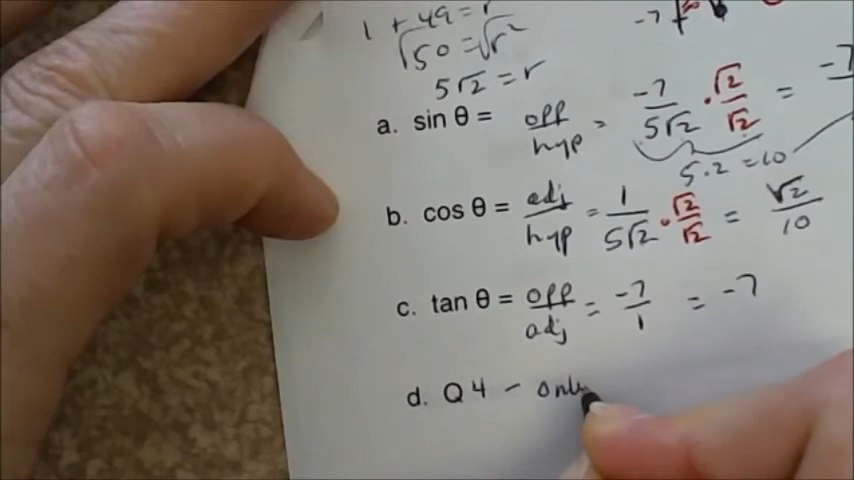 1 + 49 = r
√50 = √r²
5√2 = r
-7
a. sin θ = opp/hyp = -7/5√2 · √2/√2 = -7
5·2 = 10
b. cos θ = adj/hyp = 1/5√2 · √2/√2 = √2/10
c. tan θ = opp/adj = -7/1 = -7
d. Q4 - only